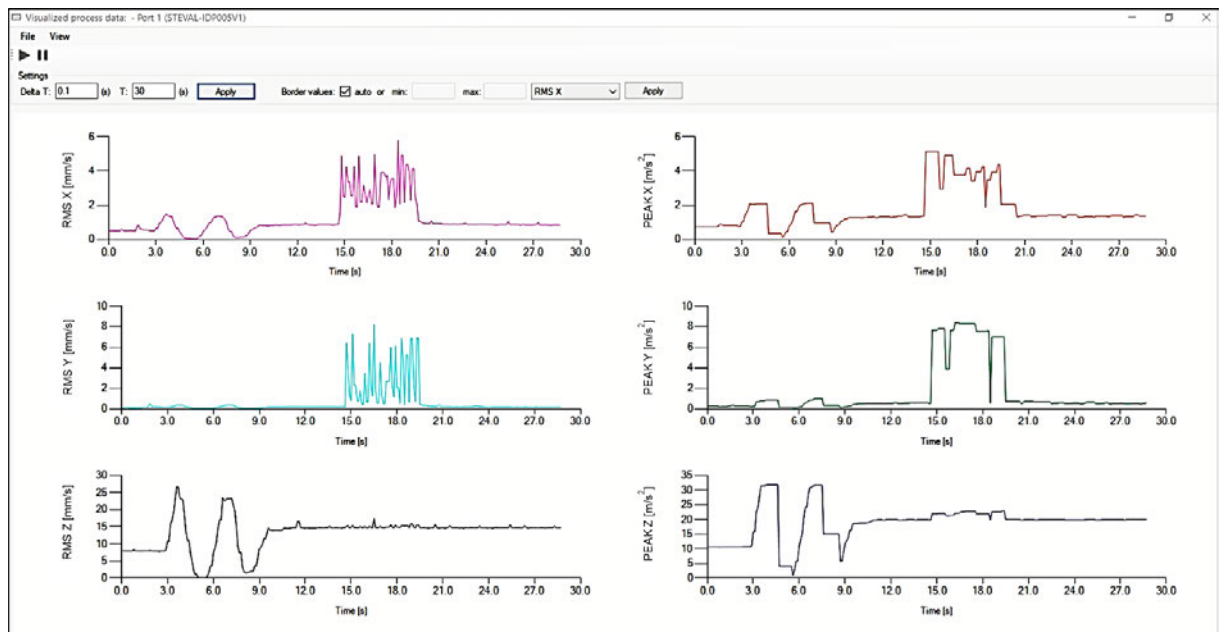 Visualized process data: - Port 1 (STEVAL-IDP005V1)
File View
Settings
Delta T: 0.1 (s) T: 30 (s) Apply Border values: auto or min: max: RMS X Apply
RMS X [mm/s]
6
4
2
0
0.0 3.0 6.0 9.0 12.0 15.0 18.0 21.0 24.0 27.0 30.0
Time [s]
PEAK X [m/s²]
6
4
2
0
0.0 3.0 6.0 9.0 12.0 15.0 18.0 21.0 24.0 27.0 30.0
Time [s]
RMS Y [mm/s]
10
8
6
4
2
0
0.0 3.0 6.0 9.0 12.0 15.0 18.0 21.0 24.0 27.0 30.0
Time [s]
PEAK Y [m/s²]
10
8
6
4
2
0
0.0 3.0 6.0 9.0 12.0 15.0 18.0 21.0 24.0 27.0 30.0
Time [s]
RMS Z [mm/s]
30
25
20
15
10
5
0
0.0 3.0 6.0 9.0 12.0 15.0 18.0 21.0 24.0 27.0 30.0
Time [s]
PEAK Z [m/s²]
35
30
25
20
15
10
5
0
0.0 3.0 6.0 9.0 12.0 15.0 18.0 21.0 24.0 27.0 30.0
Time [s]